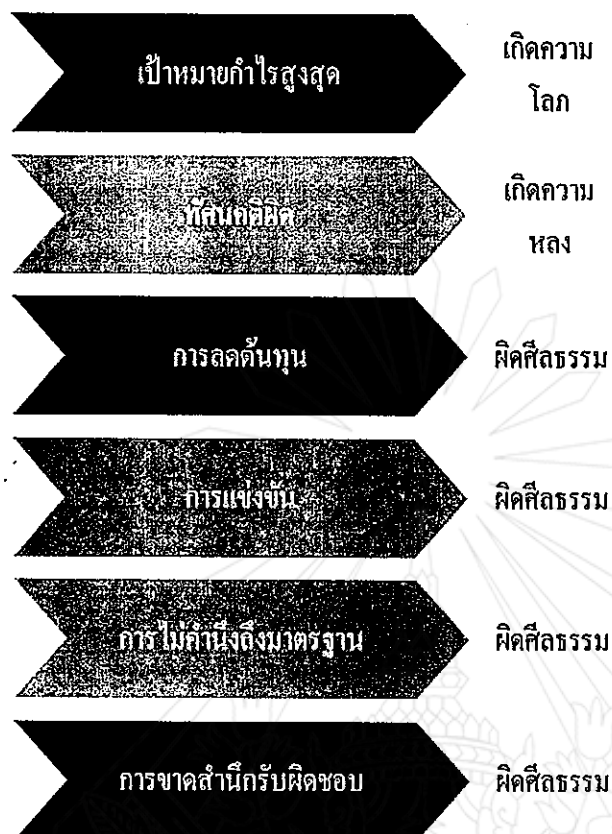 เป้าหมายกำไรสูงสุด
เกิดความ
โลภ
ทัศนคติผิด
เกิดความ
หลง
การลดต้นทุน
ผิดศีลธรรม
การแข่งขัน
ผิดศีลธรรม
การไม่คำนึงถึงมาตรฐาน
ผิดศีลธรรม
การขาดสำนึกรับผิดชอบ
ผิดศีลธรรม